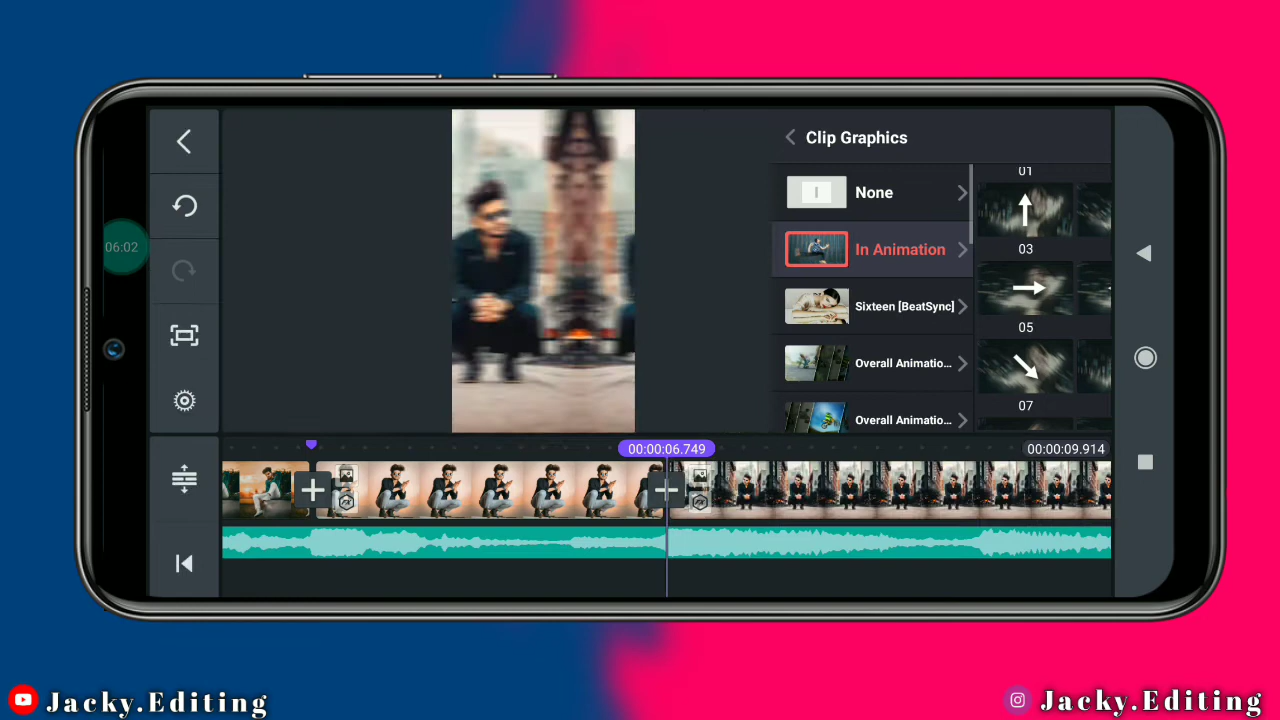 Clip Graphics
None
In Animation
Sixteen [BeatSync]
Overall Animatio...
Overall Animatio...
01
03
05
07
06:02
00:00:06.749
00:00:09.914
Jacky.Editing
Jacky.Editing